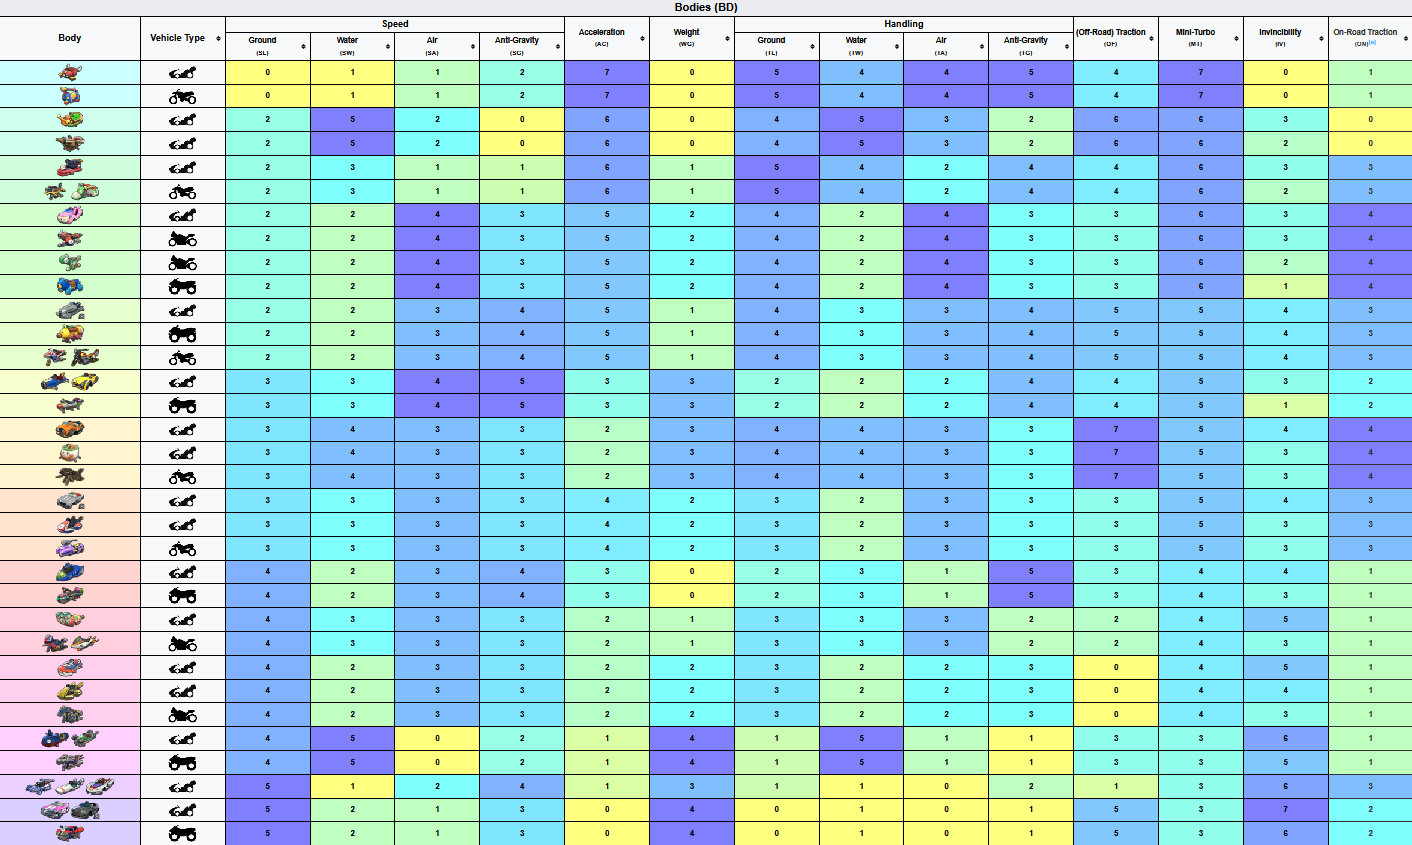 Bodies (BD)
Body Vehicle Type Speed Acceleration (AC) Weight (WG) Handling (Off-Road) Traction (OF) Mini-Turbo (MT) Invincibility (IV) On-Road Traction (ON)[a]
Ground (SL) Water (SW) Air (SA) Anti-Gravity (SG) Ground (TL) Water (TW) Air (TA) Anti-Gravity (TG)
0 1 1 2 7 0 5 4 4 5 4 7 0 1
0 1 1 2 7 0 5 4 4 5 4 7 0 1
2 5 2 0 6 0 4 5 3 2 6 6 3 0
2 5 2 0 6 0 4 5 3 2 6 6 2 0
2 3 1 1 6 1 5 4 2 4 4 6 3 3
2 3 1 1 6 1 5 4 2 4 4 6 2 3
2 2 4 3 5 2 4 2 4 3 3 6 3 4
2 2 4 3 5 2 4 2 4 3 3 6 3 4
2 2 4 3 5 2 4 2 4 3 3 6 2 4
2 2 4 3 5 2 4 2 4 3 3 6 1 4
2 2 3 4 5 1 4 3 3 4 5 5 4 3
2 2 3 4 5 1 4 3 3 4 5 5 4 3
2 2 3 4 5 1 4 3 3 4 5 5 4 3
3 3 4 5 3 3 2 2 2 4 4 5 3 2
3 3 4 5 3 3 2 2 2 4 4 5 1 2
3 4 3 3 2 3 4 4 3 3 7 5 4 4
3 4 3 3 2 3 4 4 3 3 7 5 4 4
3 4 3 3 2 3 4 4 3 3 7 5 3 4
3 3 3 3 4 2 3 2 3 3 3 5 4 3
3 3 3 3 4 2 3 2 3 3 3 5 3 3
3 3 3 3 4 2 3 2 3 3 3 5 3 3
4 2 3 4 3 0 2 3 1 5 3 4 4 1
4 2 3 4 3 0 2 3 1 5 3 4 3 1
4 3 3 3 2 1 3 3 3 2 2 4 5 1
4 3 3 3 2 1 3 3 3 2 2 4 3 1
4 2 3 3 2 2 3 2 2 3 0 4 5 1
4 2 3 3 2 2 3 2 2 3 0 4 4 1
4 2 3 3 2 2 3 2 2 3 0 4 3 1
4 5 0 2 1 4 1 5 1 1 3 3 6 1
4 5 0 2 1 4 1 5 1 1 3 3 5 1
5 1 2 4 1 3 1 1 0 2 1 3 6 3
5 2 1 3 0 4 0 1 0 1 5 3 7 2
5 2 1 3 0 4 0 1 0 1 5 3 6 2